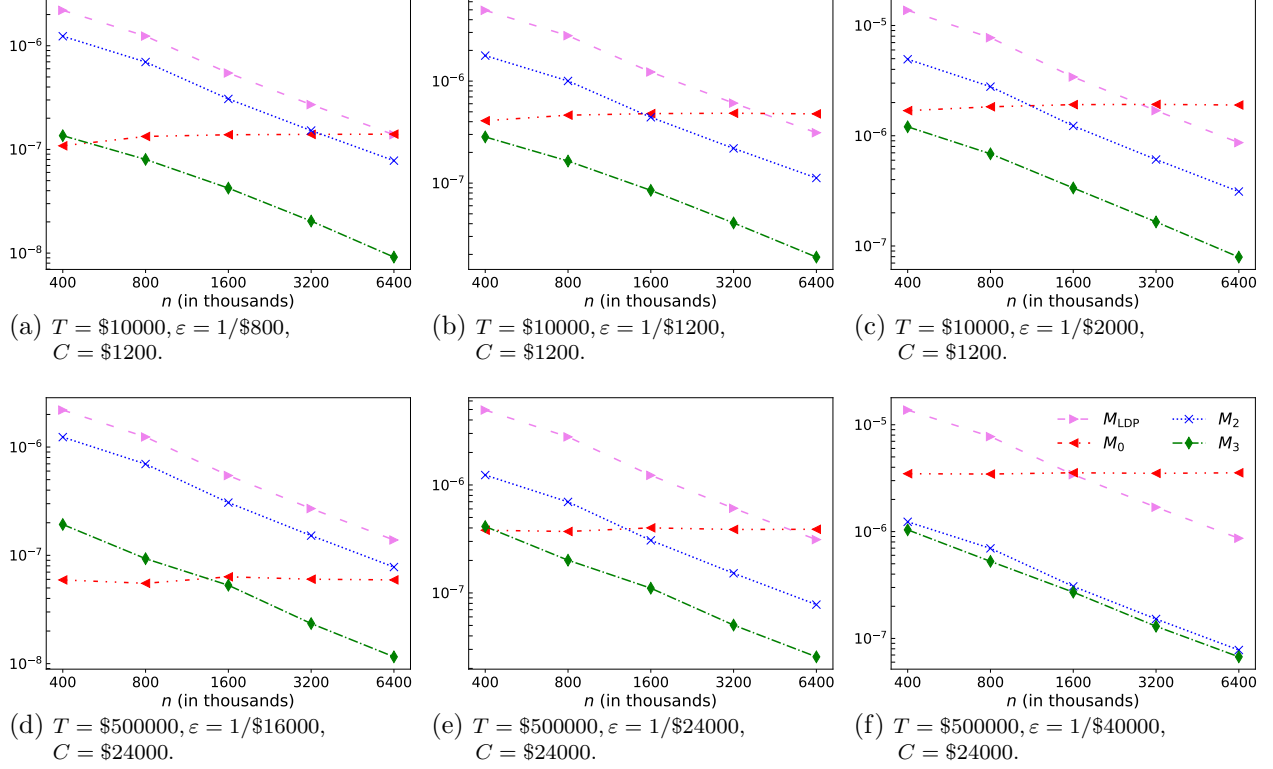 10⁻⁶
10⁻⁷
10⁻⁸
400 800 1600 3200 6400
n (in thousands)
(a) T = $10000, ε = 1/$800,
C = $1200.
10⁻⁶
10⁻⁷
400 800 1600 3200 6400
n (in thousands)
(b) T = $10000, ε = 1/$1200,
C = $1200.
10⁻⁵
10⁻⁶
10⁻⁷
400 800 1600 3200 6400
n (in thousands)
(c) T = $10000, ε = 1/$2000,
C = $1200.
10⁻⁶
10⁻⁷
10⁻⁸
400 800 1600 3200 6400
n (in thousands)
(d) T = $500000, ε = 1/$16000,
C = $24000.
10⁻⁶
10⁻⁷
400 800 1600 3200 6400
n (in thousands)
(e) T = $500000, ε = 1/$24000,
C = $24000.
M_LDP M₂
M₀ M₃
10⁻⁵
10⁻⁶
10⁻⁷
400 800 1600 3200 6400
n (in thousands)
(f) T = $500000, ε = 1/$40000,
C = $24000.